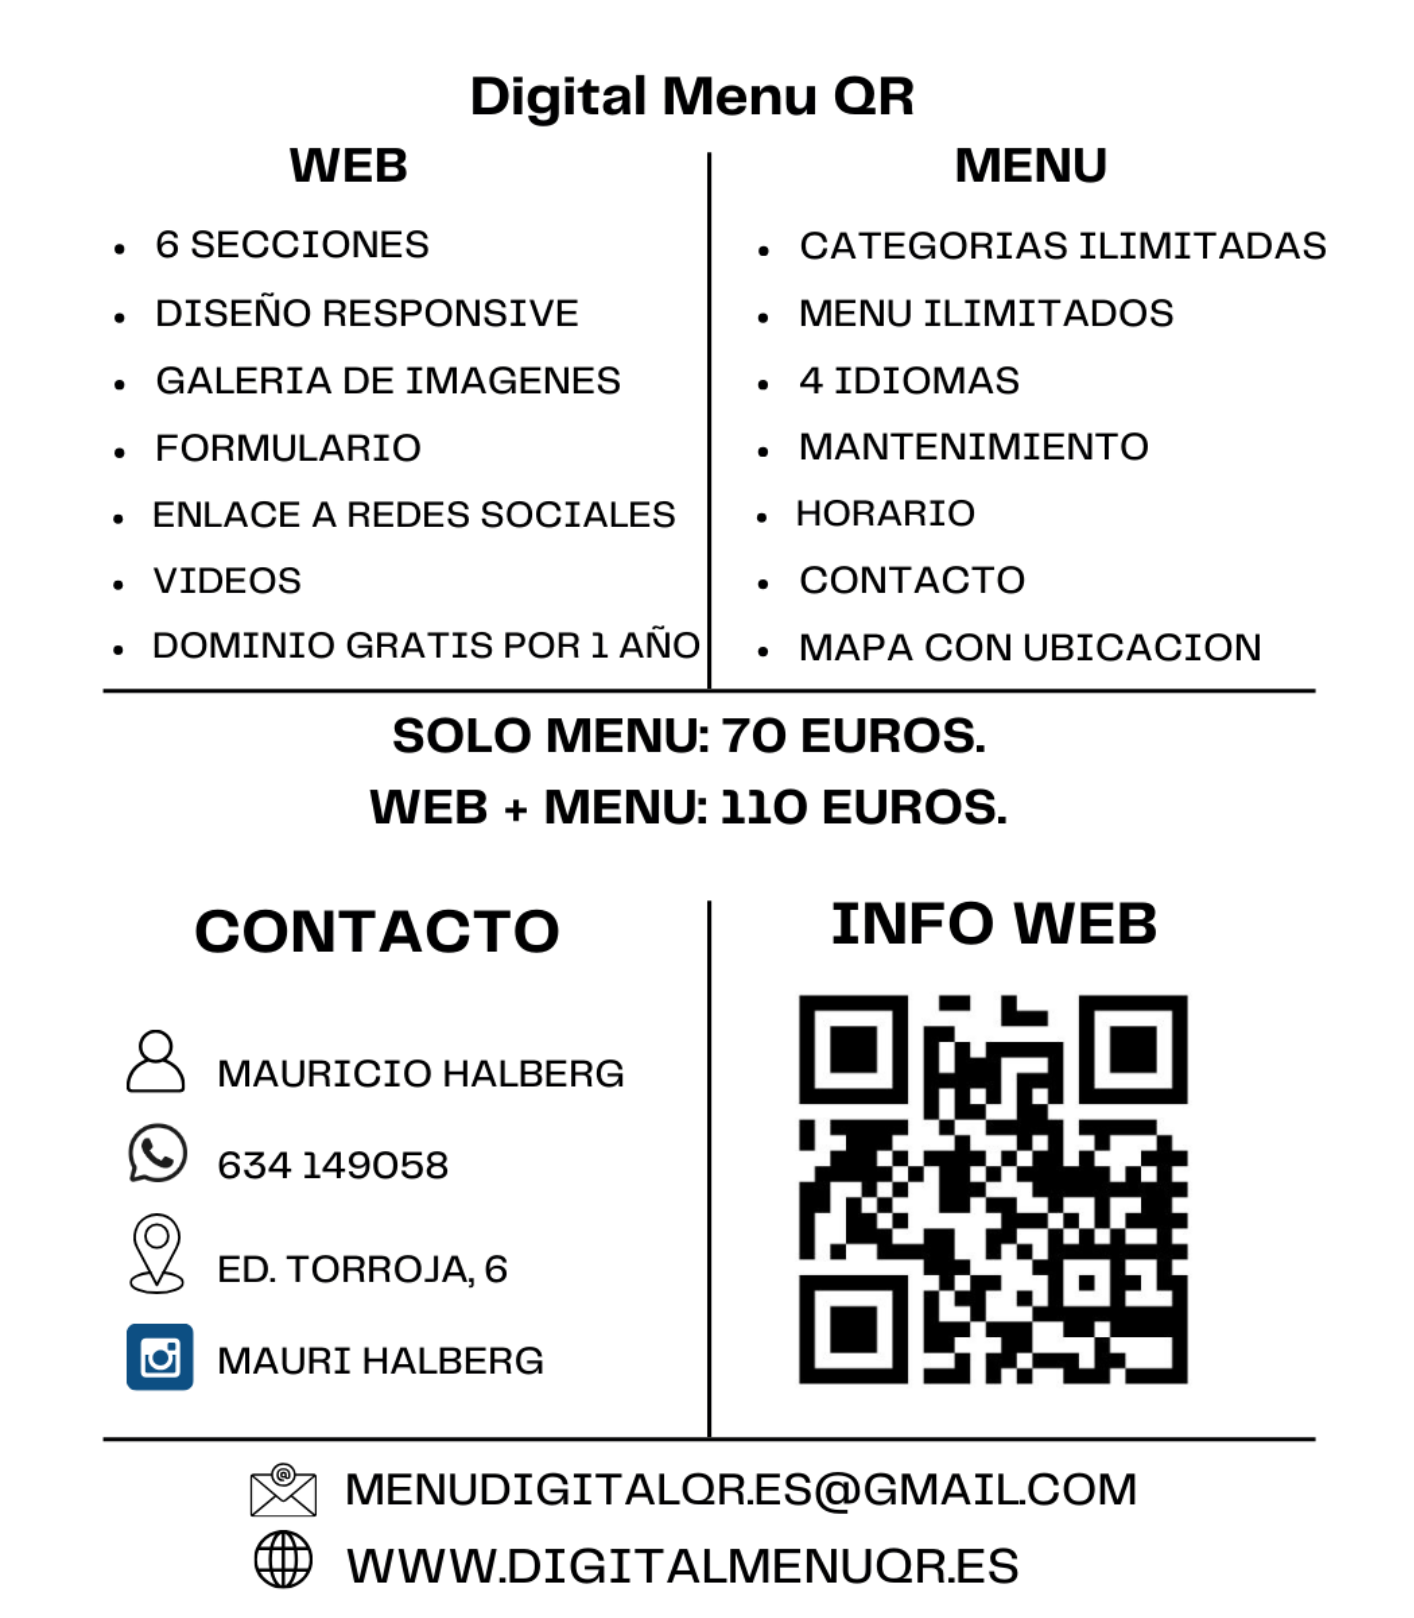 Digital Menu QR
WEB
6 SECCIONES
DISEÑO RESPONSIVE
GALERIA DE IMAGENES
FORMULARIO
ENLACE A REDES SOCIALES
VIDEOS
DOMINIO GRATIS POR 1 AÑO
MENU
CATEGORIAS ILIMITADAS
MENU ILIMITADOS
4 IDIOMAS
MANTENIMIENTO
HORARIO
CONTACTO
MAPA CON UBICACION
SOLO MENU: 70 EUROS.
WEB + MENU: 110 EUROS.
CONTACTO
MAURICIO HALBERG
634 149058
ED. TORROJA, 6
MAURI HALBERG
INFO WEB
MENUDIGITALQR.ES@GMAIL.COM
WWW.DIGITALMENUQR.ES